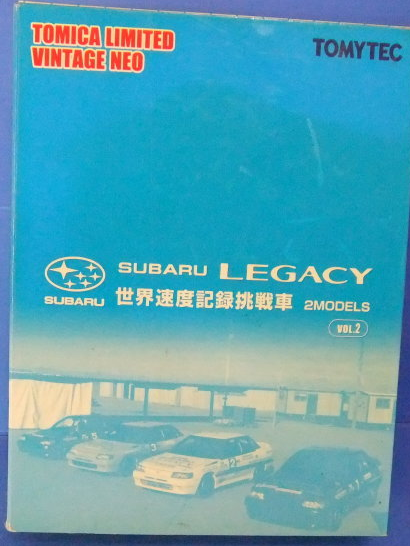 TOMICA LIMITED
VINTAGE NEO
TOMYTEC
SUBARU LEGACY
SUBARU
世界速度記録挑戦車 2MODELS
VOL.2